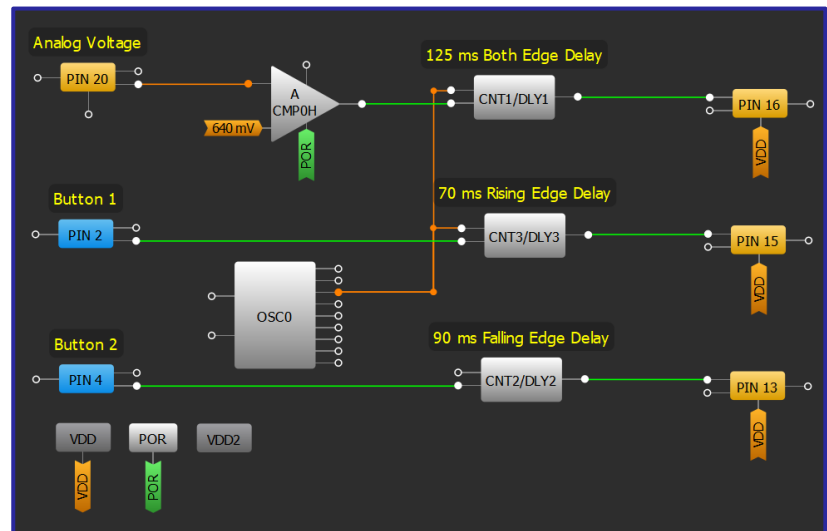 Analog Voltage
125 ms Both Edge Delay
PIN 20
A
CMP0H
CNT1/DLY1
PIN 16
640 mV
POR
VDD
Button 1
70 ms Rising Edge Delay
PIN 2
CNT3/DLY3
PIN 15
VDD
OSC0
Button 2
90 ms Falling Edge Delay
PIN 4
CNT2/DLY2
PIN 13
VDD
VDD
POR
VDD2
VDD
POR